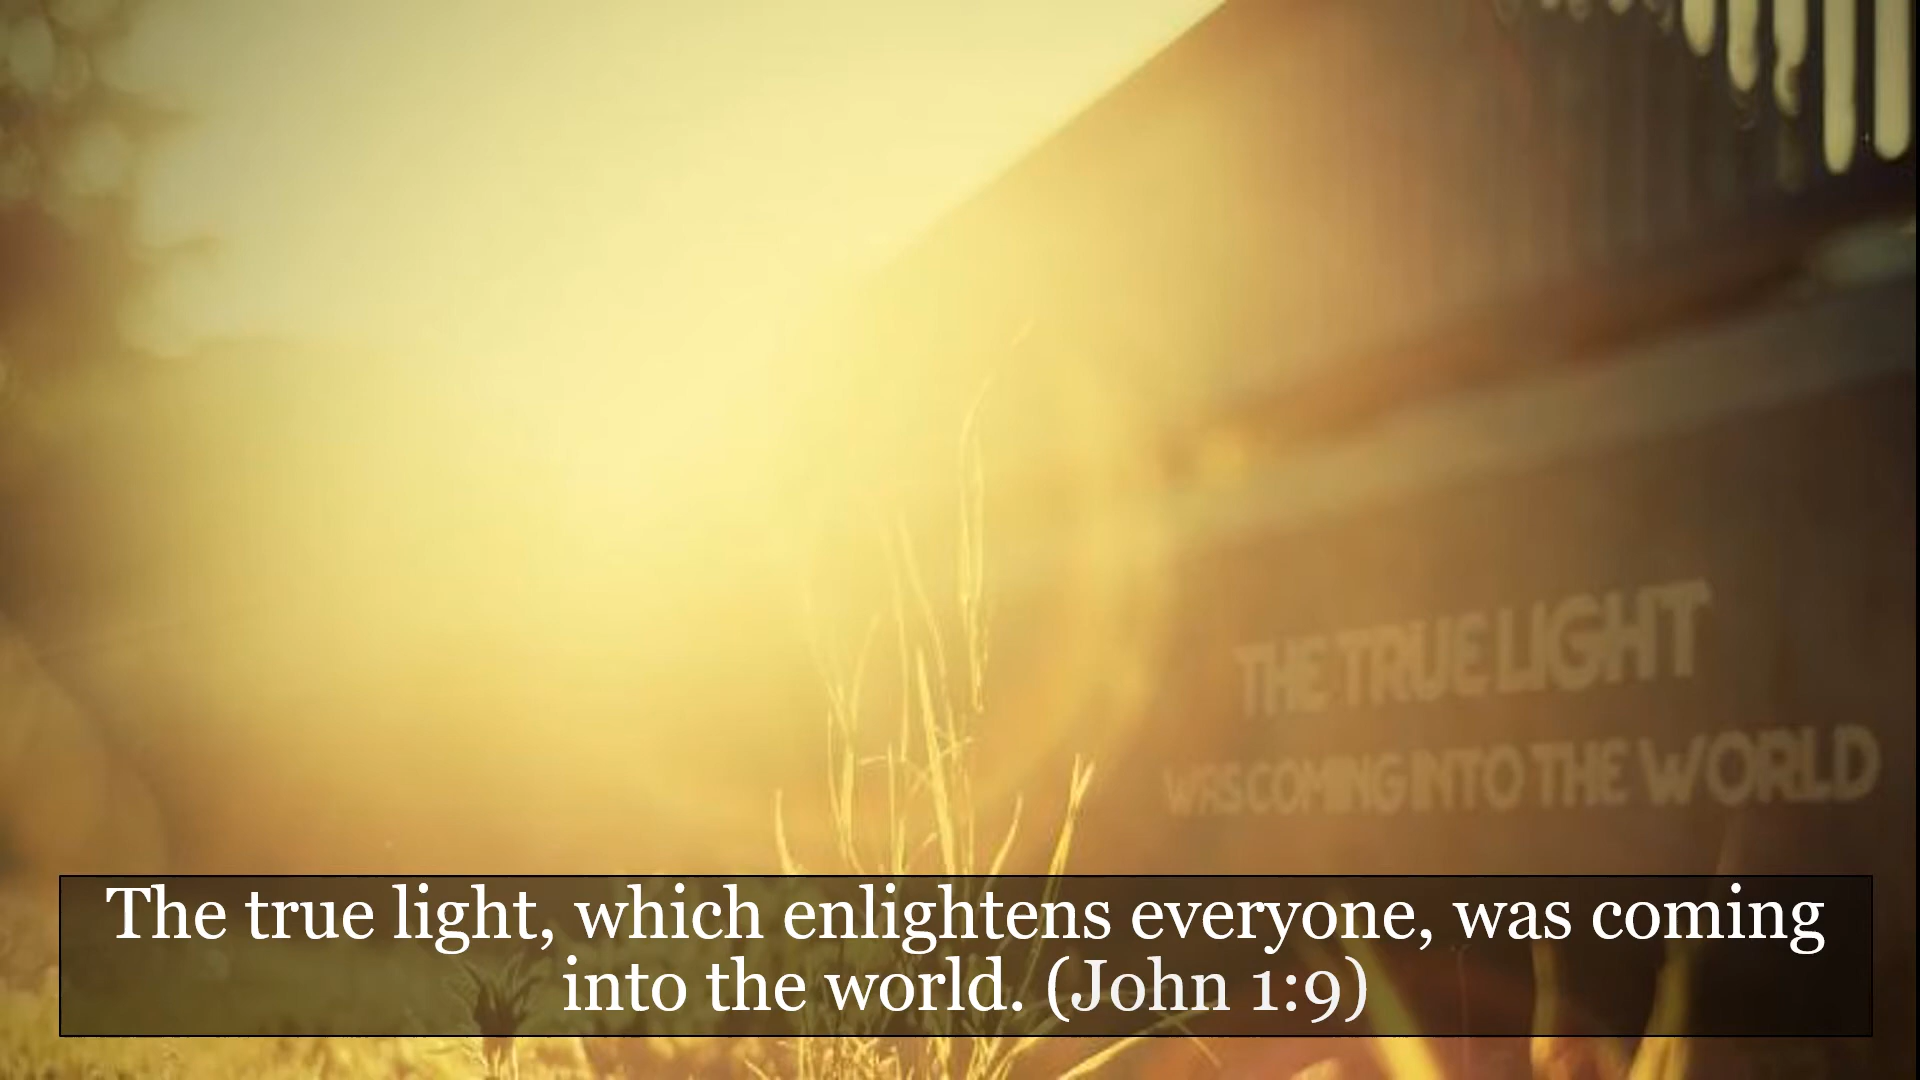 THE TRUE LIGHT
WAS COMING INTO THE WORLD
The true light, which enlightens everyone, was coming
into the world. (John 1:9)